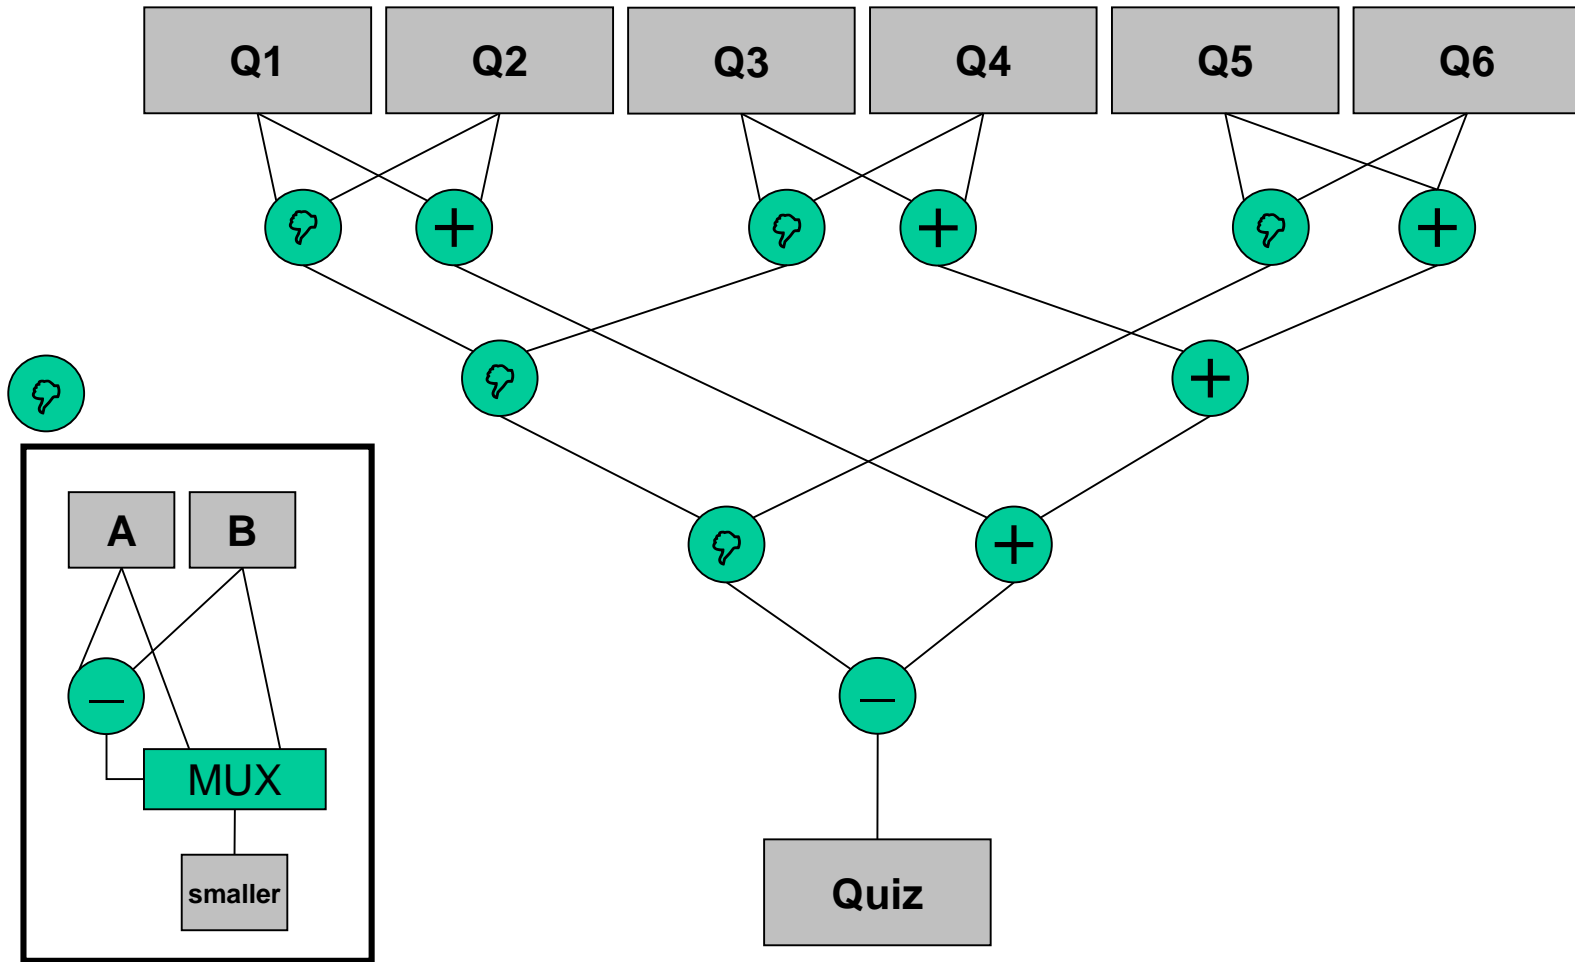 Q1 Q2 Q3 Q4 Q5 Q6
+ + +
+
A B
+
− −
MUX
smaller
Quiz